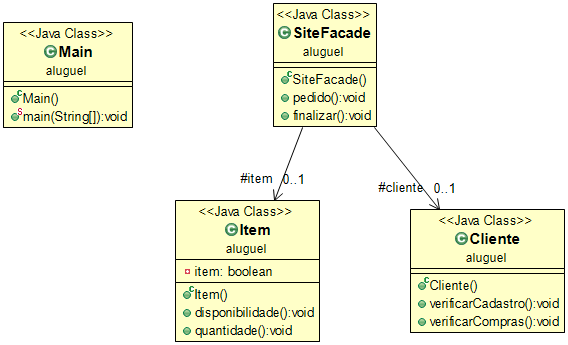 <<Java Class>>
Main
aluguel
Main()
main(String[]):void
<<Java Class>>
SiteFacade
aluguel
SiteFacade()
pedido():void
finalizar():void
#item 0..1
#cliente 0..1
<<Java Class>>
Item
aluguel
item: boolean
Item()
disponibilidade():void
quantidade():void
<<Java Class>>
Cliente
aluguel
Cliente()
verificarCadastro():void
verificarCompras():void